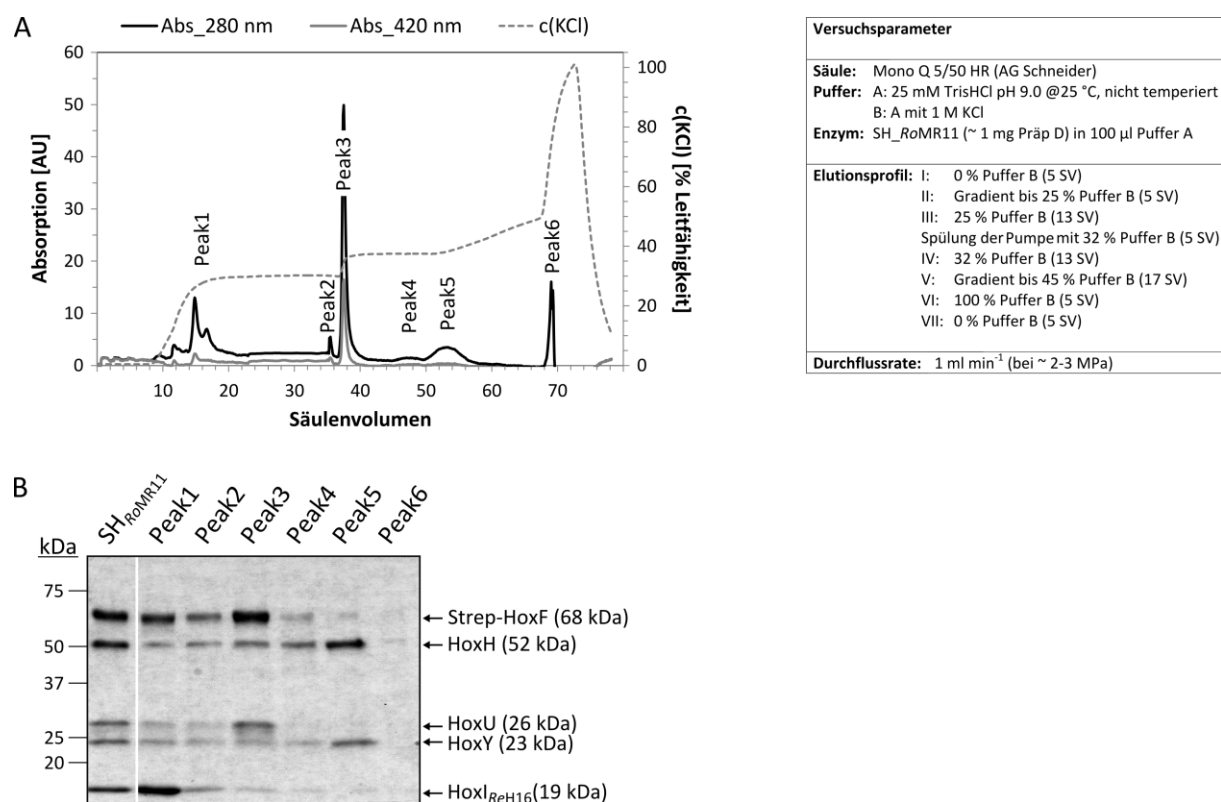 A
Abs_280 nm Abs_420 nm c(KCl)
Absorption [AU]
60
50
40
30
20
10
0
Peak1
Peak2
Peak3
Peak4
Peak5
Peak6
100
80
60
40
20
0
c(KCl) [% Leitfähigkeit]
0 10 20 30 40 50 60 70 80
Säulenvolumen
Versuchsparameter
Säule: Mono Q 5/50 HR (AG Schneider)
Puffer: A: 25 mM TrisHCl pH 9.0 @25 °C, nicht temperiert
B: A mit 1 M KCl
Enzym: SH_RoMR11 (~ 1 mg Präp D) in 100 µl Puffer A
Elutionsprofil: I: 0 % Puffer B (5 SV)
II: Gradient bis 25 % Puffer B (5 SV)
III: 25 % Puffer B (13 SV)
Spülung der Pumpe mit 32 % Puffer B (5 SV)
IV: 32 % Puffer B (13 SV)
V: Gradient bis 45 % Puffer B (17 SV)
VI: 100 % Puffer B (5 SV)
VII: 0 % Puffer B (5 SV)
Durchflussrate: 1 ml min⁻¹ (bei ~ 2-3 MPa)
B
SH_RoMR11 Peak1 Peak2 Peak3 Peak4 Peak5 Peak6
kDa
75
50
37
25
20
Strep-HoxF (68 kDa)
HoxH (52 kDa)
HoxU (26 kDa)
HoxY (23 kDa)
HoxI_ReH16(19 kDa)